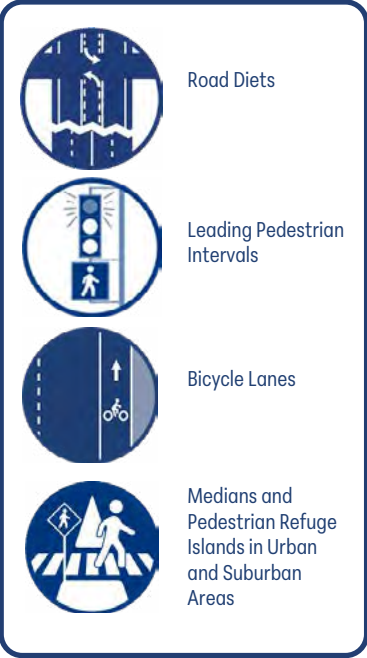 Road Diets
Leading Pedestrian
Intervals
Bicycle Lanes
Medians and
Pedestrian Refuge
Islands in Urban
and Suburban
Areas